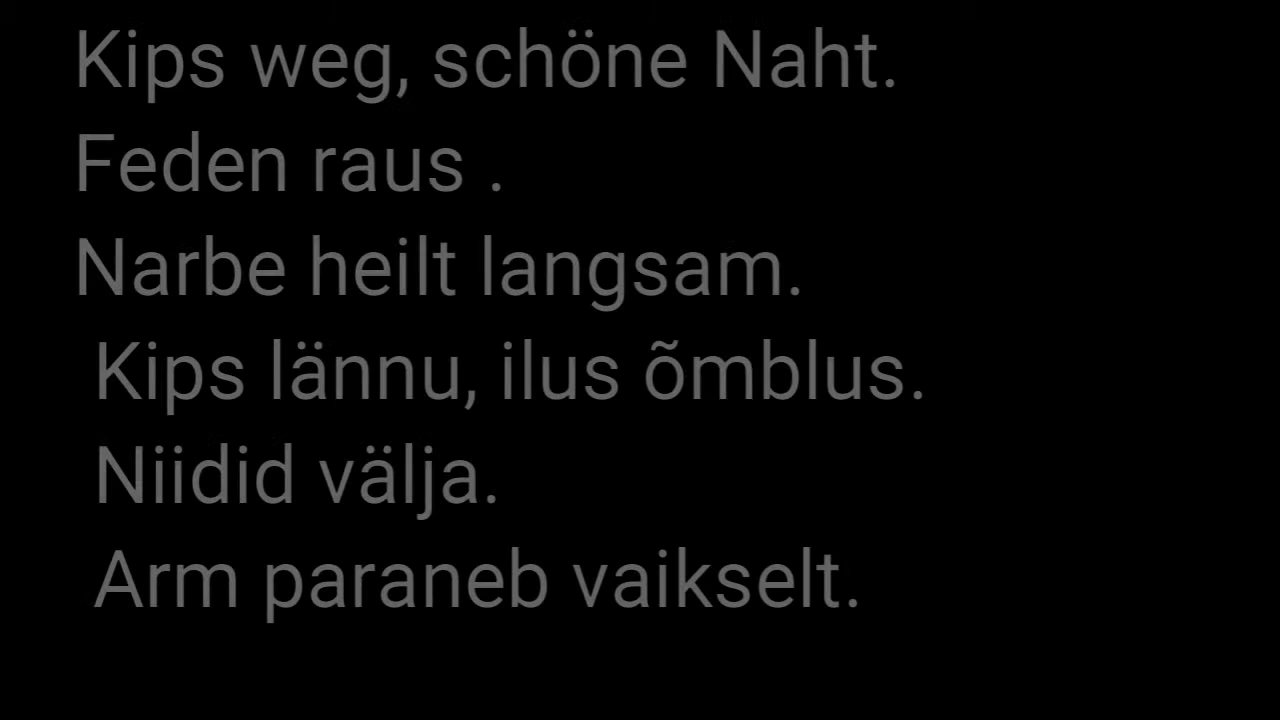 Kips weg, schöne Naht.
Feden raus .
Narbe heilt langsam.
Kips lännu, ilus õmblus.
Niidid välja.
Arm paraneb vaikselt.